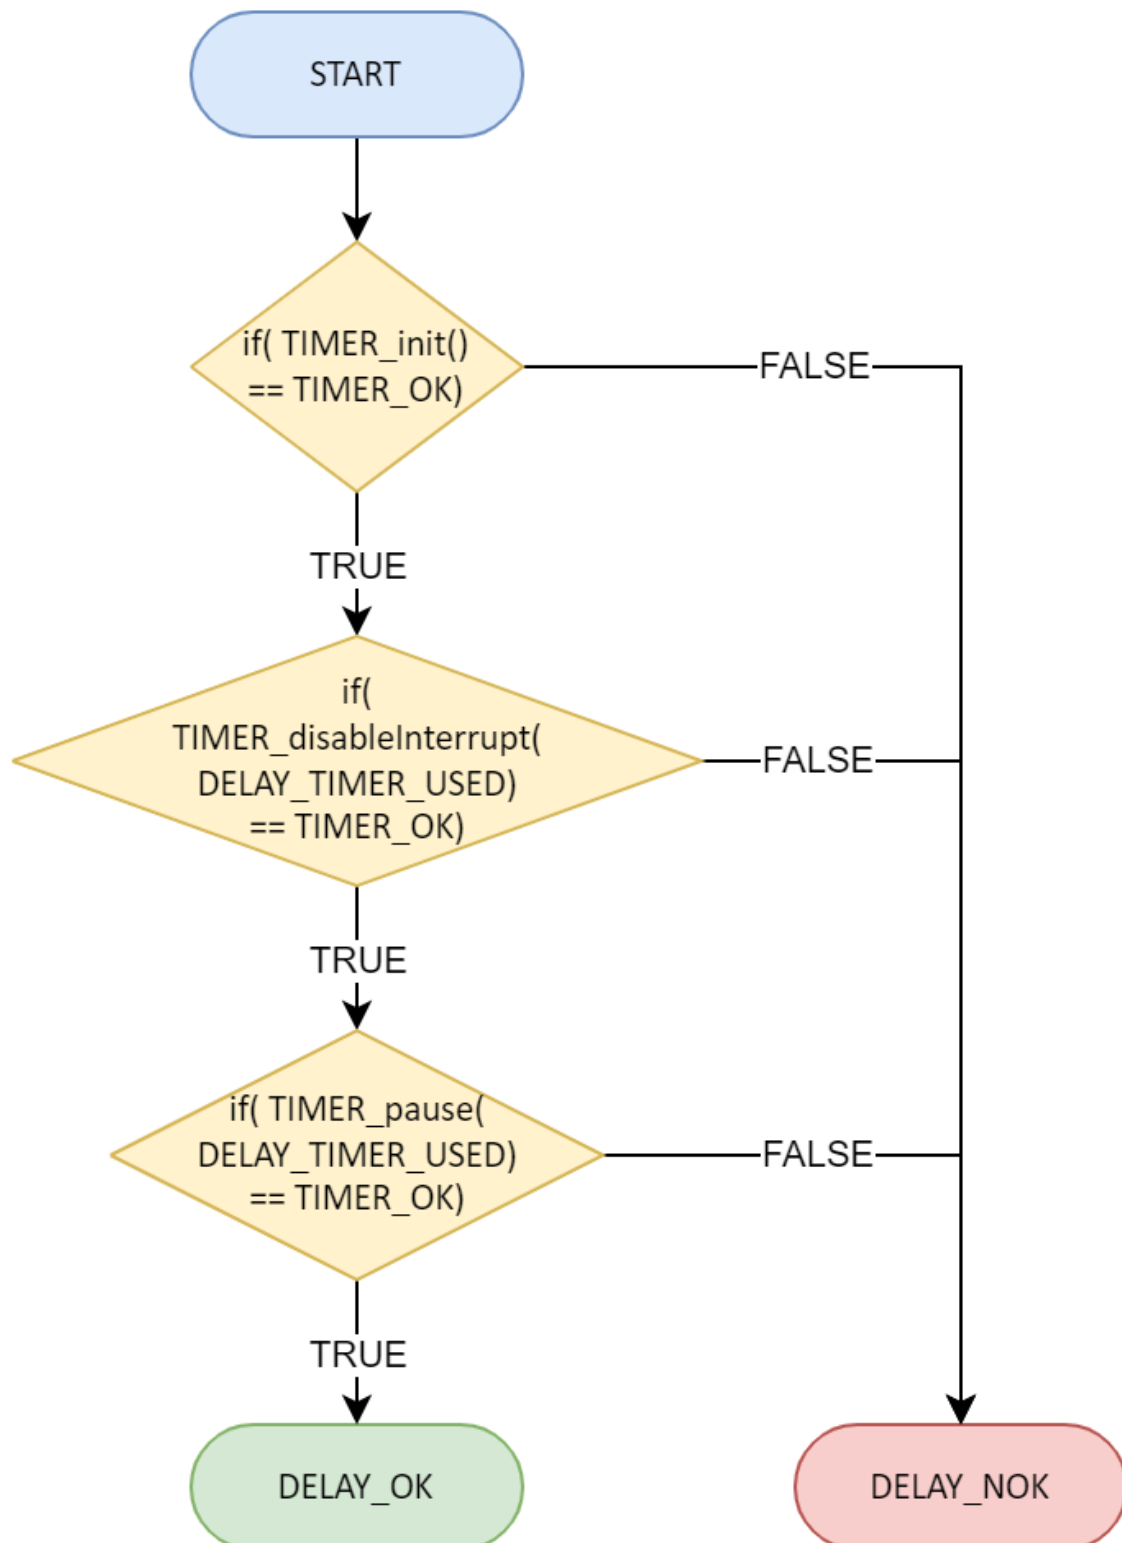 START
if( TIMER_init()
== TIMER_OK)
FALSE
TRUE
if(
TIMER_disableInterrupt(
DELAY_TIMER_USED)
== TIMER_OK)
FALSE
TRUE
if( TIMER_pause(
DELAY_TIMER_USED)
== TIMER_OK)
FALSE
TRUE
DELAY_OK
DELAY_NOK